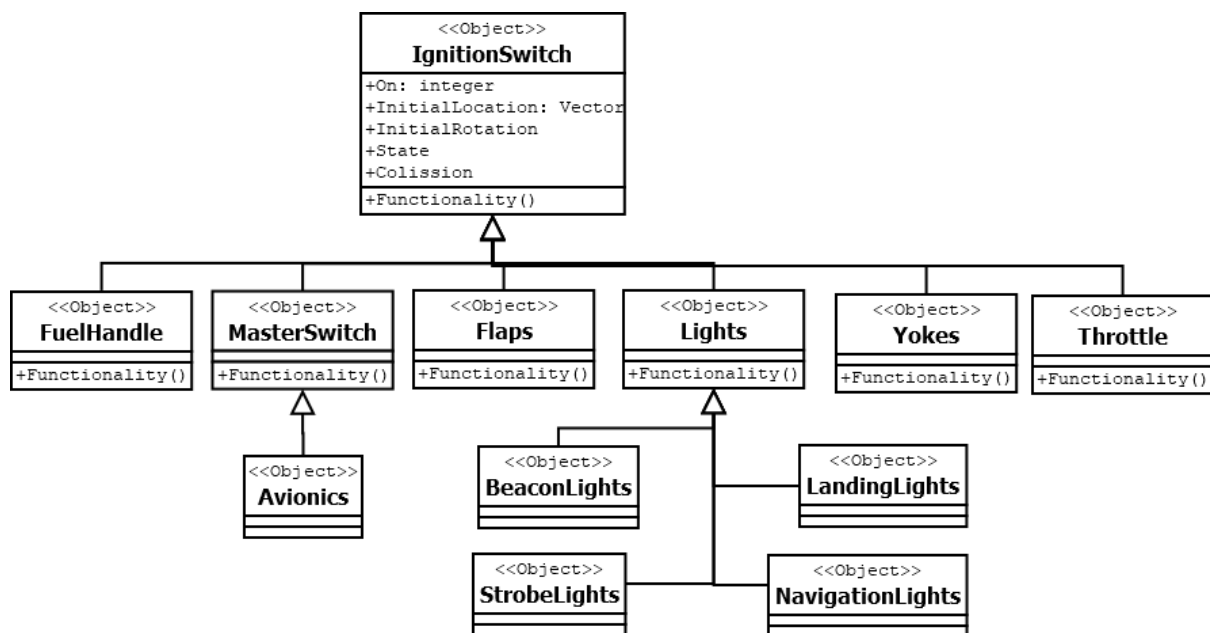 <<Object>>
IgnitionSwitch
+On: integer
+InitialLocation: Vector
+InitialRotation
+State
+Colission
+Functionality()
<<Object>>
FuelHandle
+Functionality()
<<Object>>
MasterSwitch
+Functionality()
<<Object>>
Flaps
+Functionality()
<<Object>>
Lights
+Functionality()
<<Object>>
Yokes
+Functionality()
<<Object>>
Throttle
+Functionality()
<<Object>>
Avionics
<<Object>>
BeaconLights
<<Object>>
LandingLights
<<Object>>
StrobeLights
<<Object>>
NavigationLights